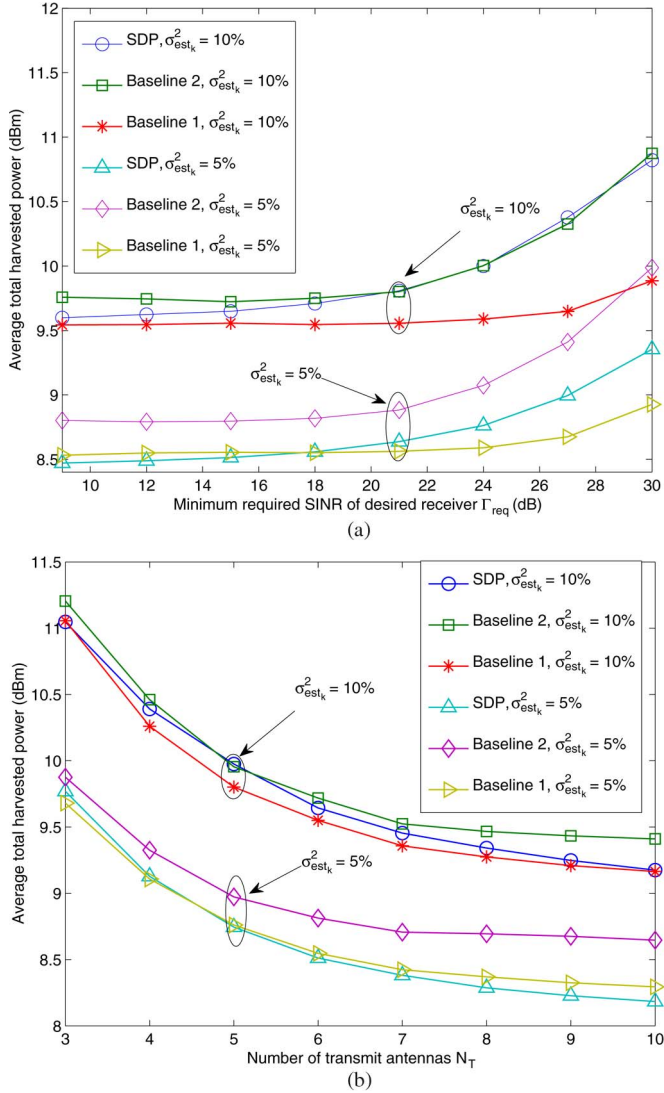 12
11.5
11
10.5
10
9.5
9
8.5
SDP, σ²estₖ = 10%
Baseline 2, σ²estₖ = 10%
Baseline 1, σ²estₖ = 10%
SDP, σ²estₖ = 5%
Baseline 2, σ²estₖ = 5%
Baseline 1, σ²estₖ = 5%
σ²estₖ = 10%
σ²estₖ = 5%
Average total harvested power (dBm)
10 12 14 16 18 20 22 24 26 28 30
Minimum required SINR of desired receiver Γreq (dB)
(a)
11.5
11
10.5
10
9.5
9
8.5
8
SDP, σ²estₖ = 10%
Baseline 2, σ²estₖ = 10%
Baseline 1, σ²estₖ = 10%
SDP, σ²estₖ = 5%
Baseline 2, σ²estₖ = 5%
Baseline 1, σ²estₖ = 5%
σ²estₖ = 10%
σ²estₖ = 5%
Average total harvested power (dBm)
3 4 5 6 7 8 9 10
Number of transmit antennas N_T
(b)